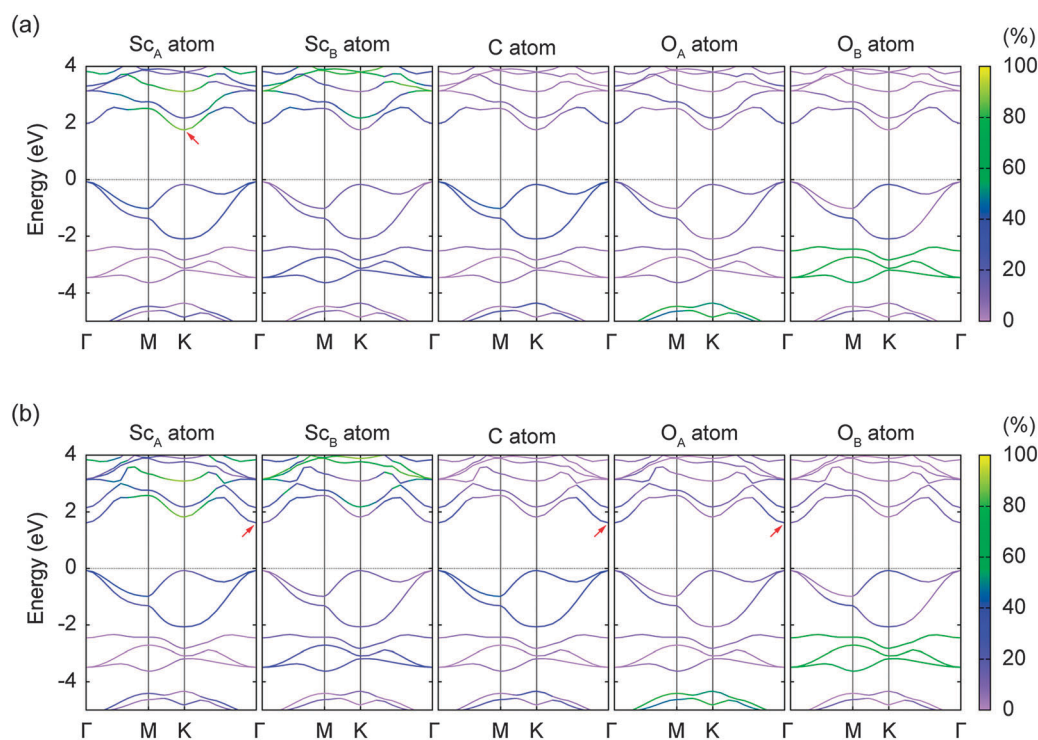 (a)
Sc_A atom Sc_B atom C atom O_A atom O_B atom (%)
4 100
2 80
0 60
-2 40
-4 20
0
Energy (eV)
Γ M K Γ M K Γ M K Γ M K Γ M K Γ
(b)
Sc_A atom Sc_B atom C atom O_A atom O_B atom (%)
4 100
2 80
0 60
-2 40
-4 20
0
Energy (eV)
Γ M K Γ M K Γ M K Γ M K Γ M K Γ